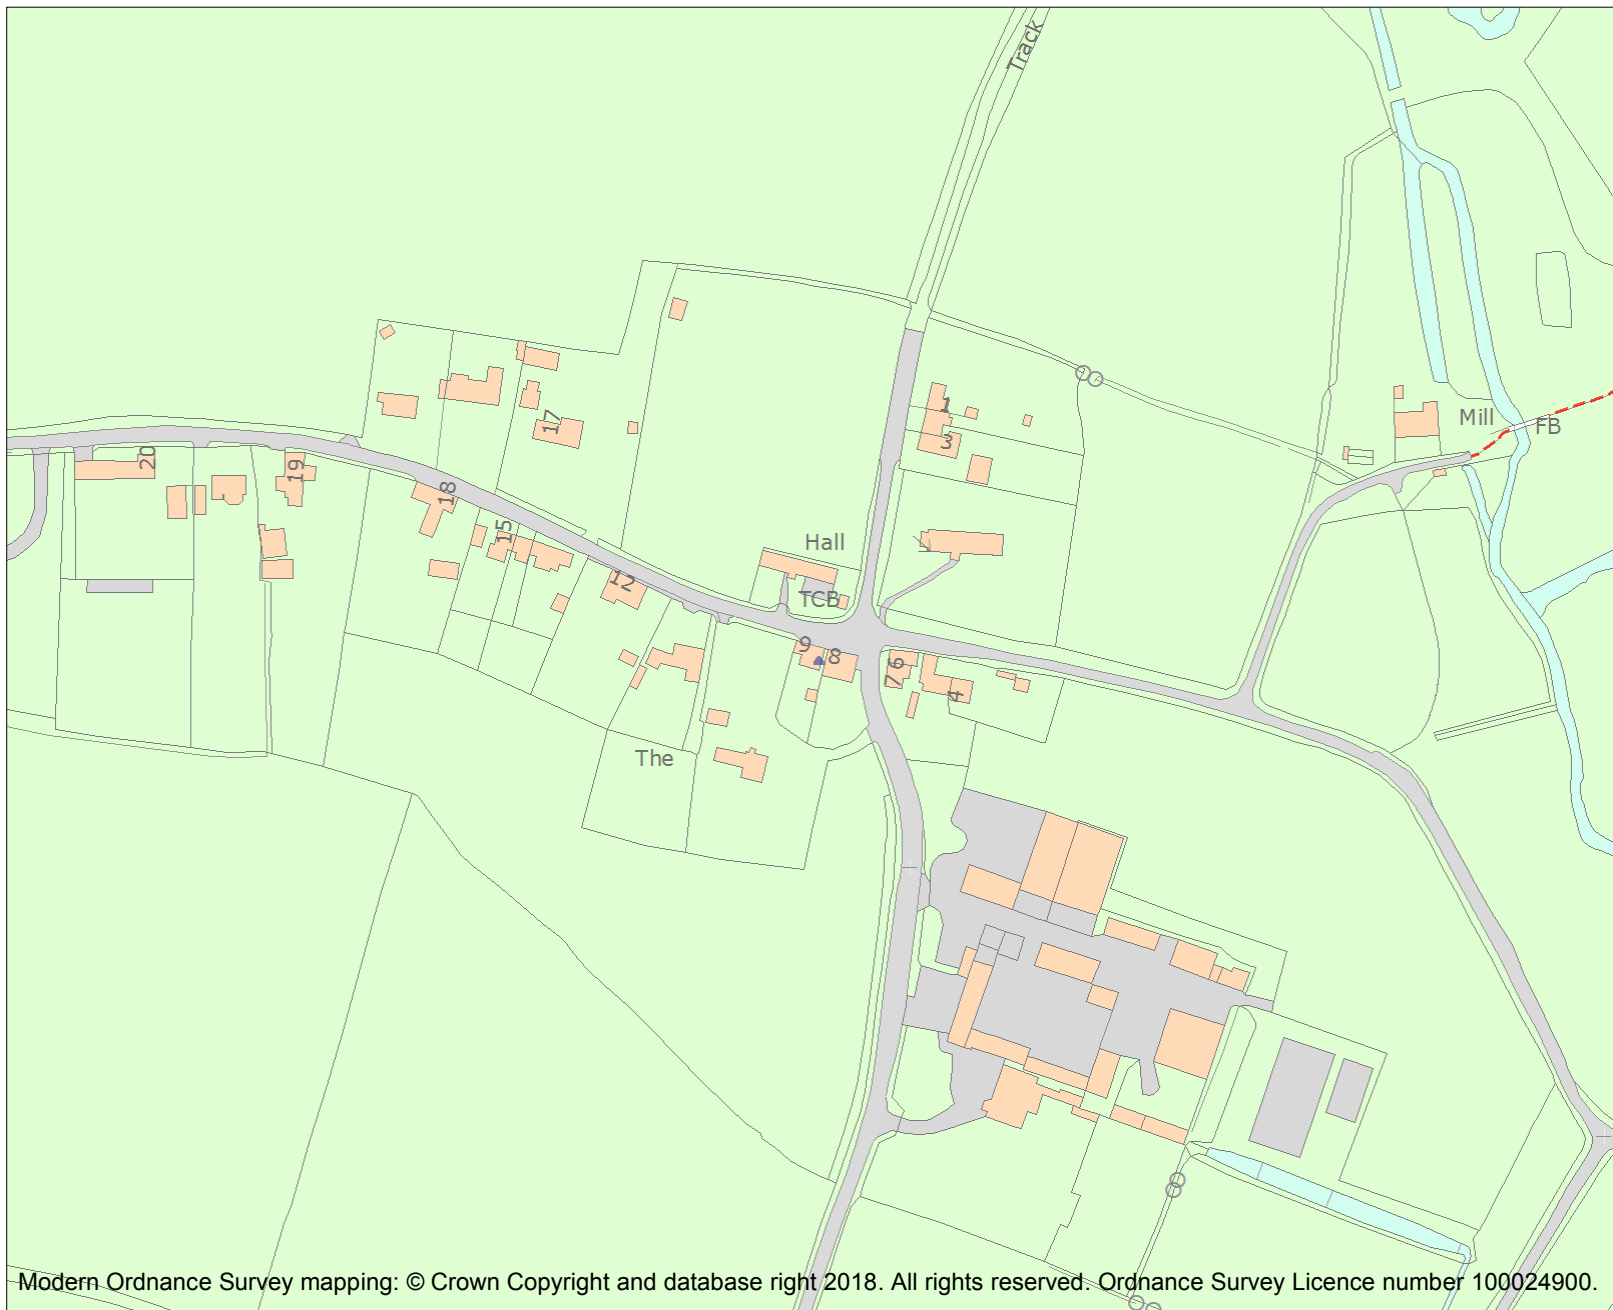 Track
1
3
17
Mill
FB
20
19
18
15
12
Hall
TCB
9
8
7 6
4
The
Modern Ordnance Survey mapping: © Crown Copyright and database right 2018. All rights reserved. Ordnance Survey Licence number 100024900.